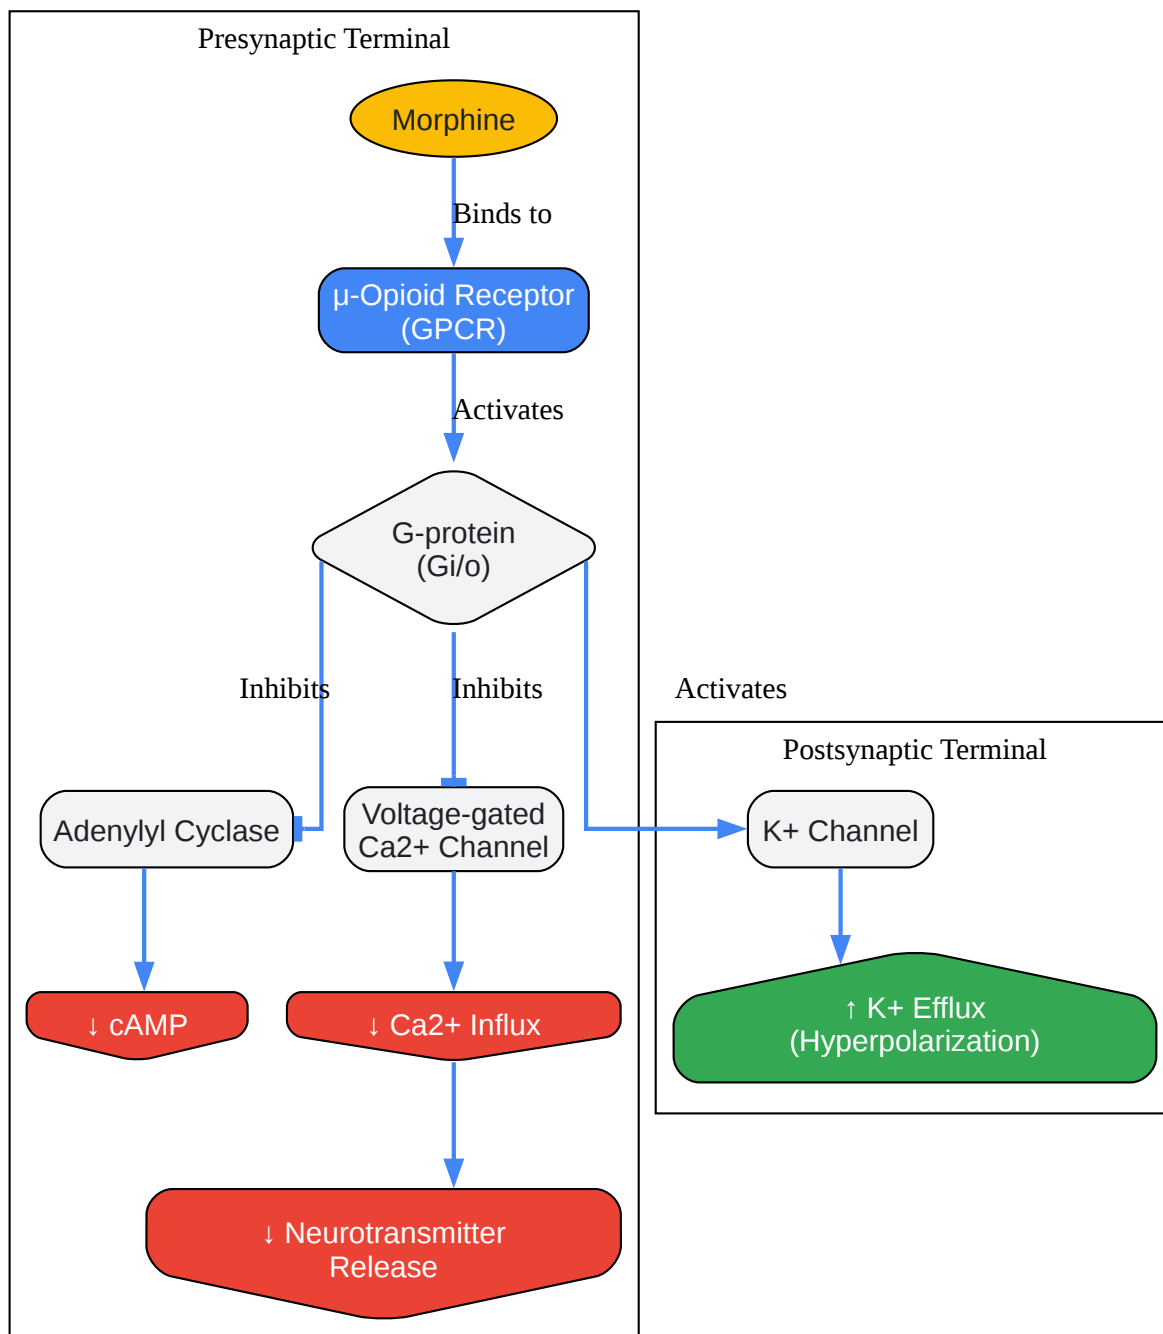 Presynaptic Terminal
Morphine
Binds to
μ-Opioid Receptor
(GPCR)
Activates
G-protein
(Gi/o)
Inhibits
Inhibits
Activates
Postsynaptic Terminal
Adenylyl Cyclase
Voltage-gated
Ca2+ Channel
K+ Channel
↓ cAMP
↓ Ca2+ Influx
↑ K+ Efflux
(Hyperpolarization)
↓ Neurotransmitter
Release